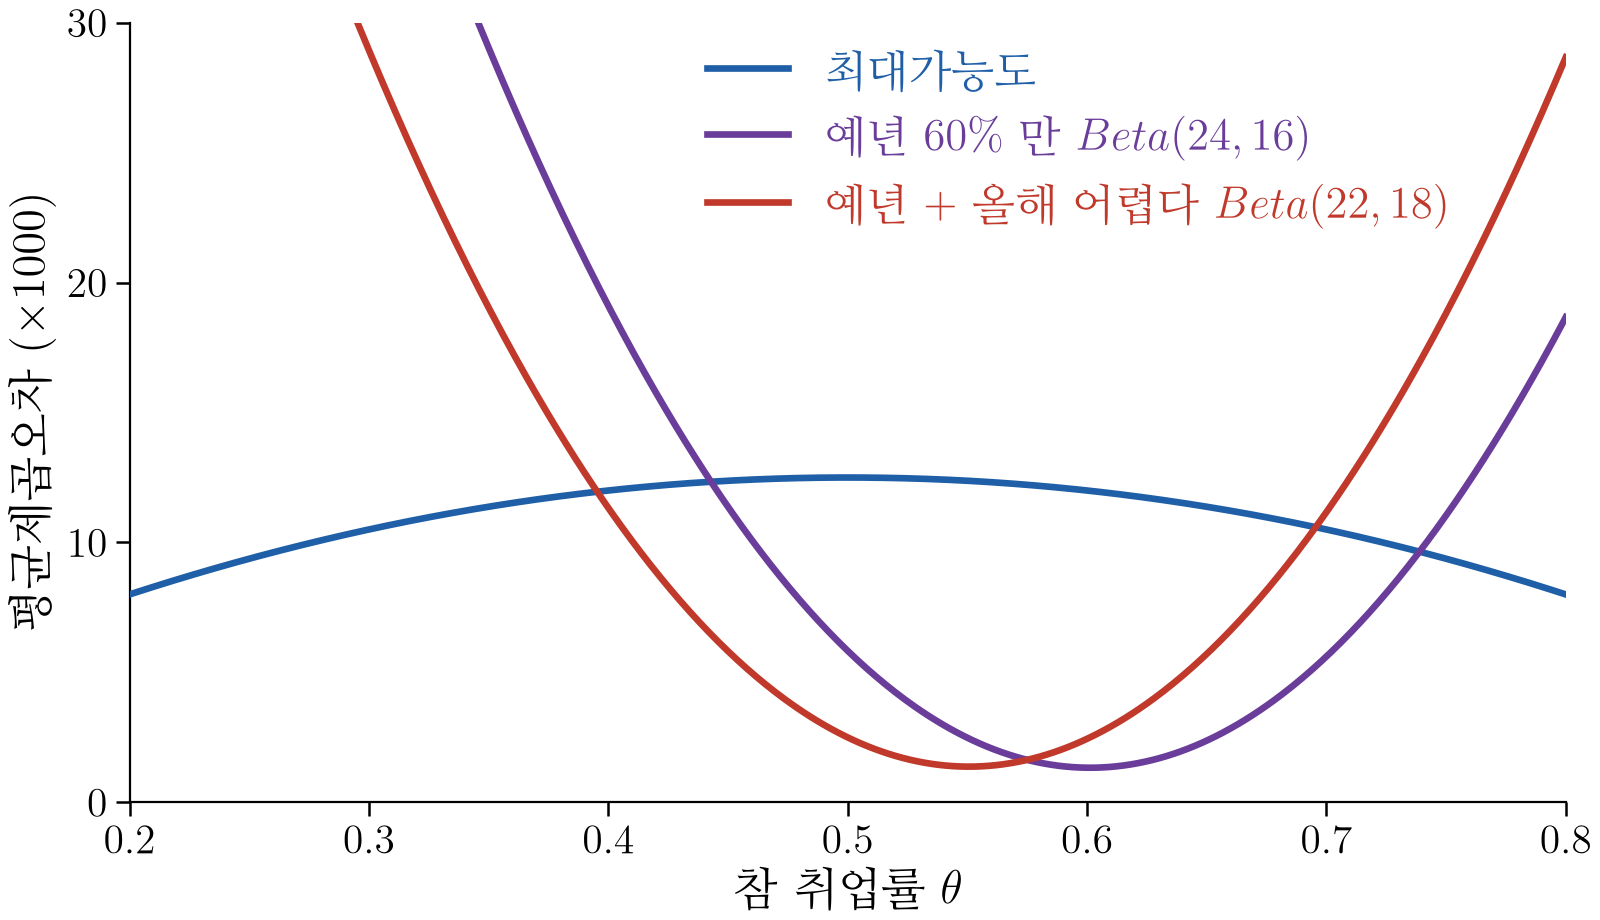 최대가능도
예년 60% 만 Beta(24, 16)
예년 + 올해 어렵다 Beta(22, 18)
평균제곱오차 (×1000)
30
20
10
0
0.2 0.3 0.4 0.5 0.6 0.7 0.8
참 취업률 θ